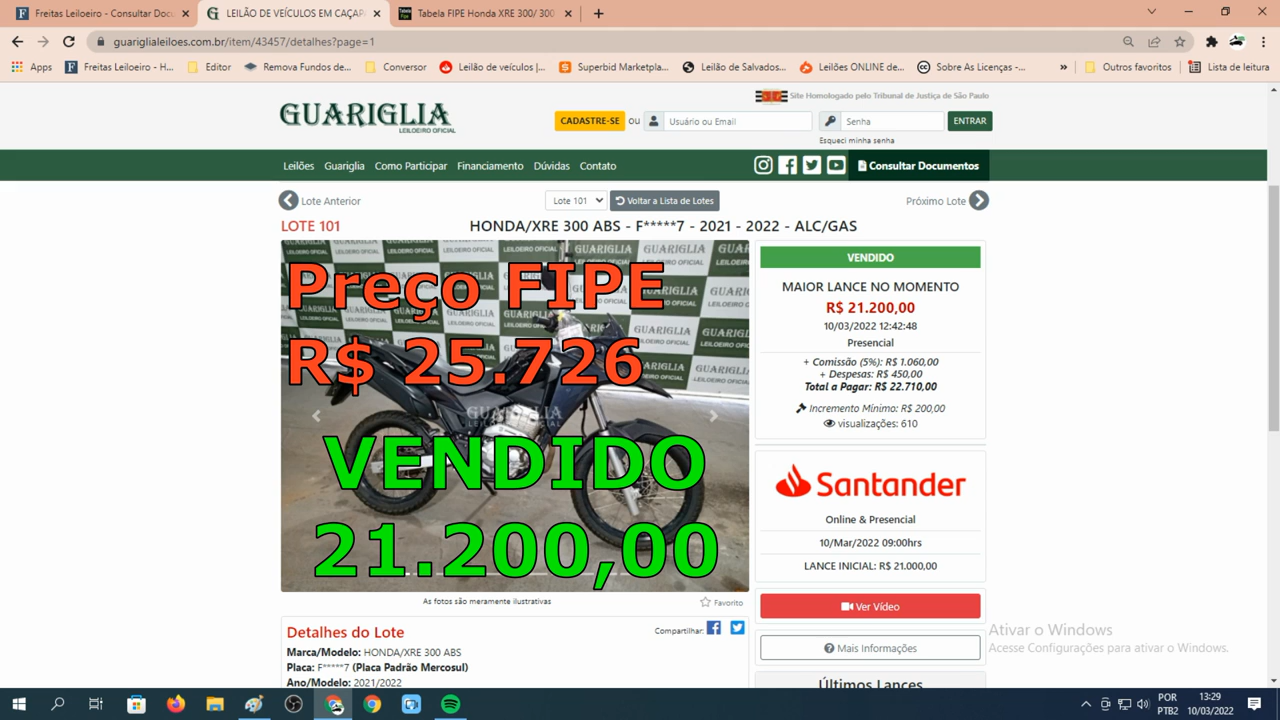 Freitas Leiloeiro - Consultar Docu
LEILÃO DE VEÍCULOS EM CAÇAPA
Tabela FIPE Honda XRE 300/ 300
guariglialeiloes.com.br/item/43457/detalhes?page=1
Apps
Freitas Leiloeiro - H...
Editor
Remova Fundos de...
Conversor
Leilão de veículos |...
Superbid Marketpla...
Leilão de Salvados...
Leilões ONLINE de...
Sobre As Licenças -...
»
Outros favoritos
Lista de leitura
GUARIGLIA
LEILOEIRO OFICIAL
Site Homologado pelo Tribunal de Justiça de São Paulo
CADASTRE-SE ou Usuário ou Email Senha ENTRAR
Esqueci minha senha
Leilões Guariglia Como Participar Financiamento Dúvidas Contato Consultar Documentos
Lote Anterior
Lote 101
Voltar a Lista de Lotes
Próximo Lote
LOTE 101
HONDA/XRE 300 ABS - F*****7 - 2021 - 2022 - ALC/GAS
Preço FIPE
R$ 25.726
GUARIGLIA
VENDIDO
21.200,00
As fotos são meramente ilustrativas
Favorito
Detalhes do Lote
Compartilhar:
Marca/Modelo: HONDA/XRE 300 ABS
Placa: F*****7 (Placa Padrão Mercosul)
Ano/Modelo: 2021/2022
VENDIDO
MAIOR LANCE NO MOMENTO
R$ 21.200,00
10/03/2022 12:42:48
Presencial
+ Comissão (5%): R$ 1.060,00
+ Despesas: R$ 450,00
Total a Pagar: R$ 22.710,00
Incremento Mínimo: R$ 200,00
visualizações: 610
Santander
Online & Presencial
10/Mar/2022 09:00hrs
LANCE INICIAL: R$ 21.000,00
Ver Vídeo
Mais Informações
Últimos Lances
Ativar o Windows
Acesse Configurações para ativar o Windows.
POR
PTB2
13:29
10/03/2022